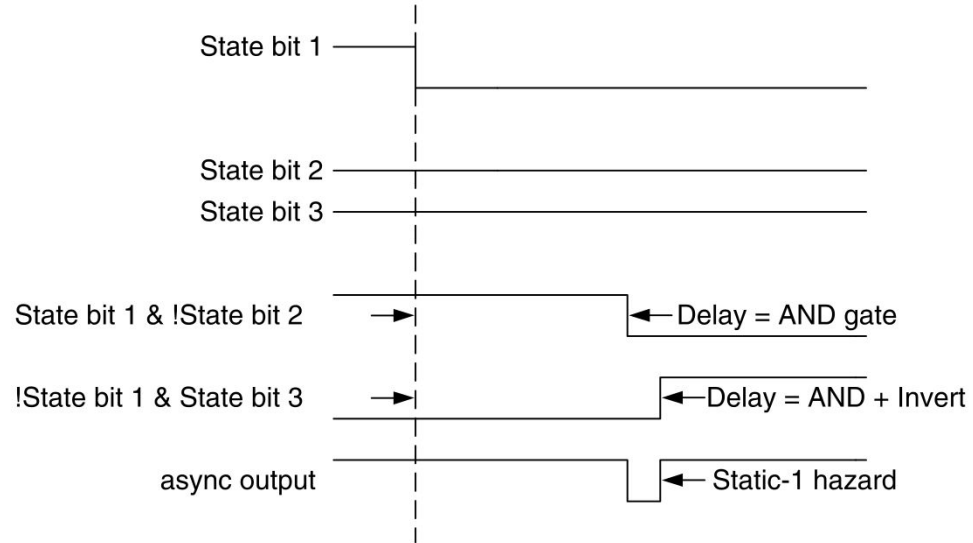 State bit 1
State bit 2
State bit 3
State bit 1 & !State bit 2
Delay = AND gate
!State bit 1 & State bit 3
Delay = AND + Invert
async output
Static-1 hazard